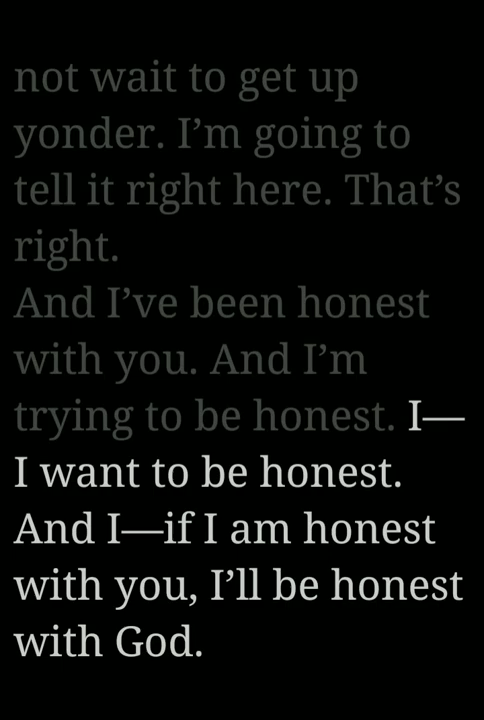 not wait to get up
yonder. I’m going to
tell it right here. That’s
right.
And I’ve been honest
with you. And I’m
trying to be honest. I—
I want to be honest.
And I—if I am honest
with you, I’ll be honest
with God.